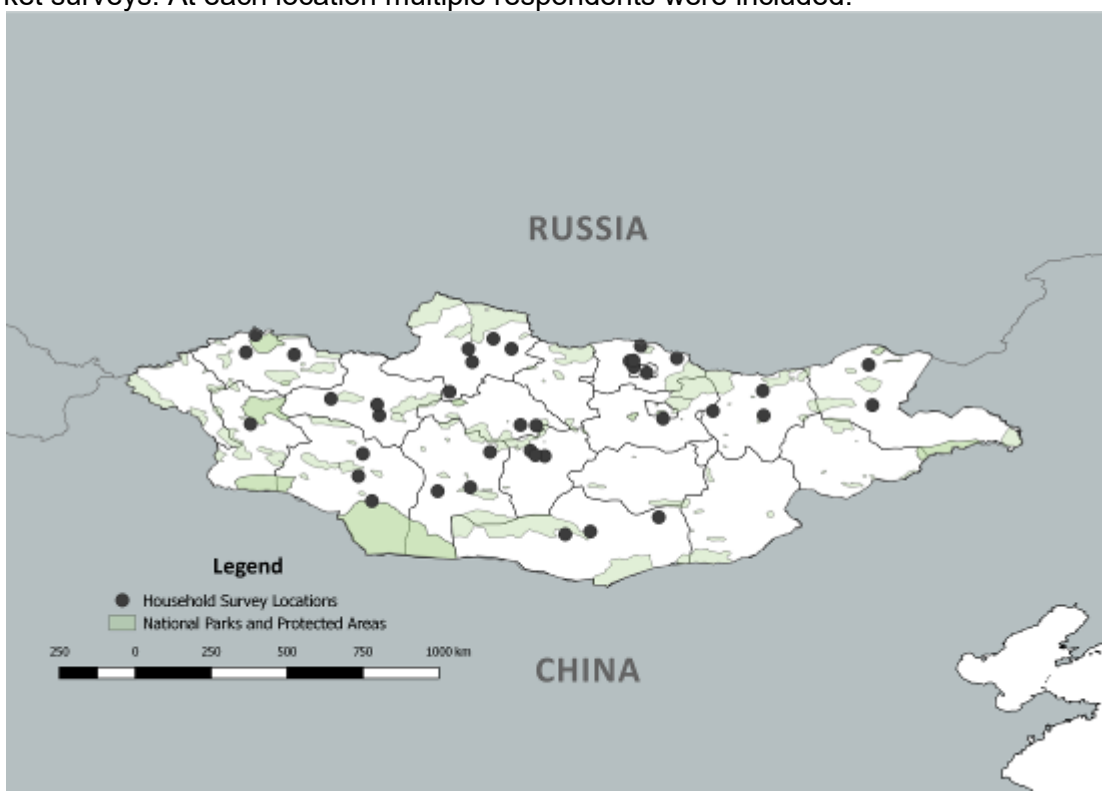 ket surveys. At each location multiple respondents were included.
RUSSIA
Legend
Household Survey Locations
National Parks and Protected Areas
250 0 250 500 750 1000 km
CHINA